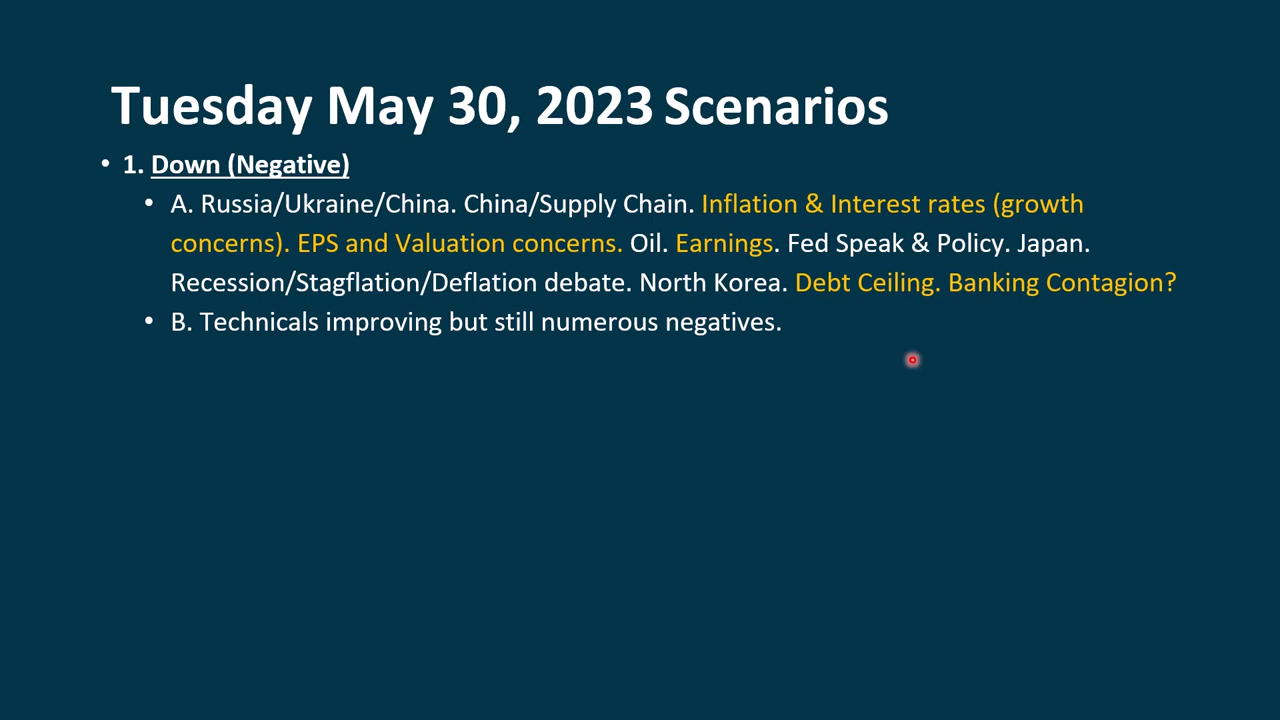 Tuesday May 30, 2023 Scenarios
• 1. Down (Negative)
• A. Russia/Ukraine/China. China/Supply Chain. Inflation & Interest rates (growth
concerns). EPS and Valuation concerns. Oil. Earnings. Fed Speak & Policy. Japan.
Recession/Stagflation/Deflation debate. North Korea. Debt Ceiling. Banking Contagion?
• B. Technicals improving but still numerous negatives.